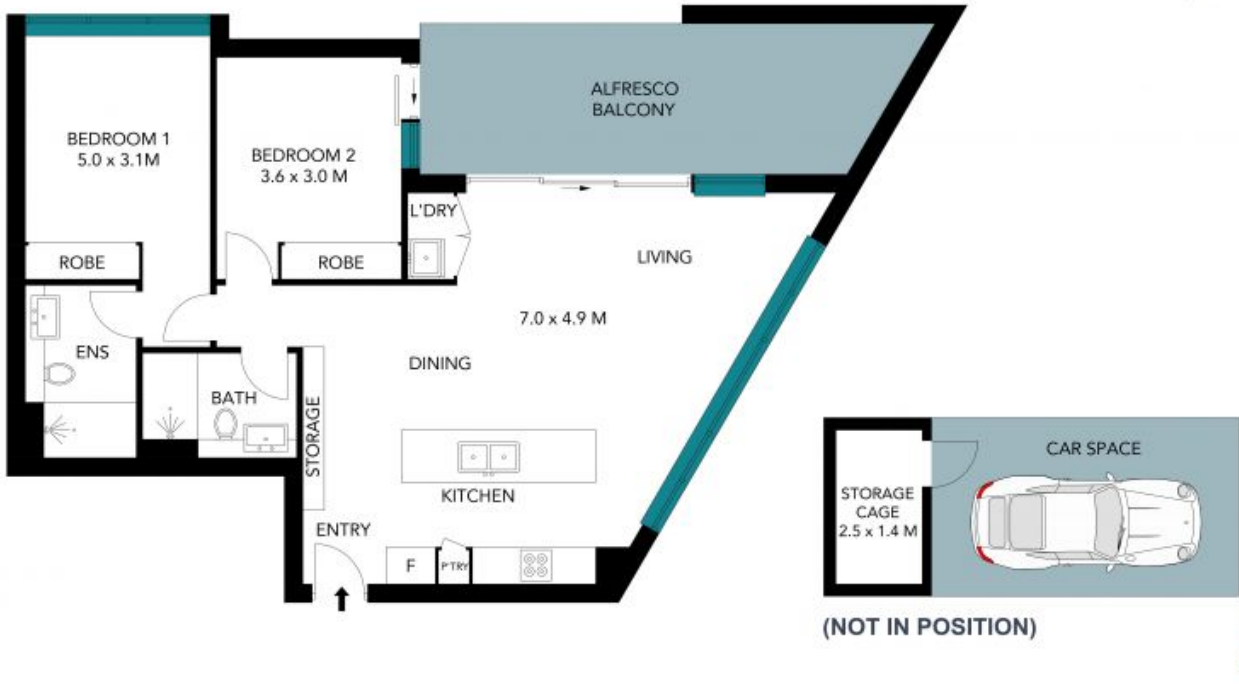 ALFRESCO
BALCONY
BEDROOM 1
5.0 x 3.1M
BEDROOM 2
3.6 x 3.0 M
L'DRY
ROBE
ROBE
LIVING
7.0 x 4.9 M
ENS
DINING
BATH
STORAGE
KITCHEN
ENTRY
F
P'TRY
CAR SPACE
STORAGE
CAGE
2.5 x 1.4 M
(NOT IN POSITION)